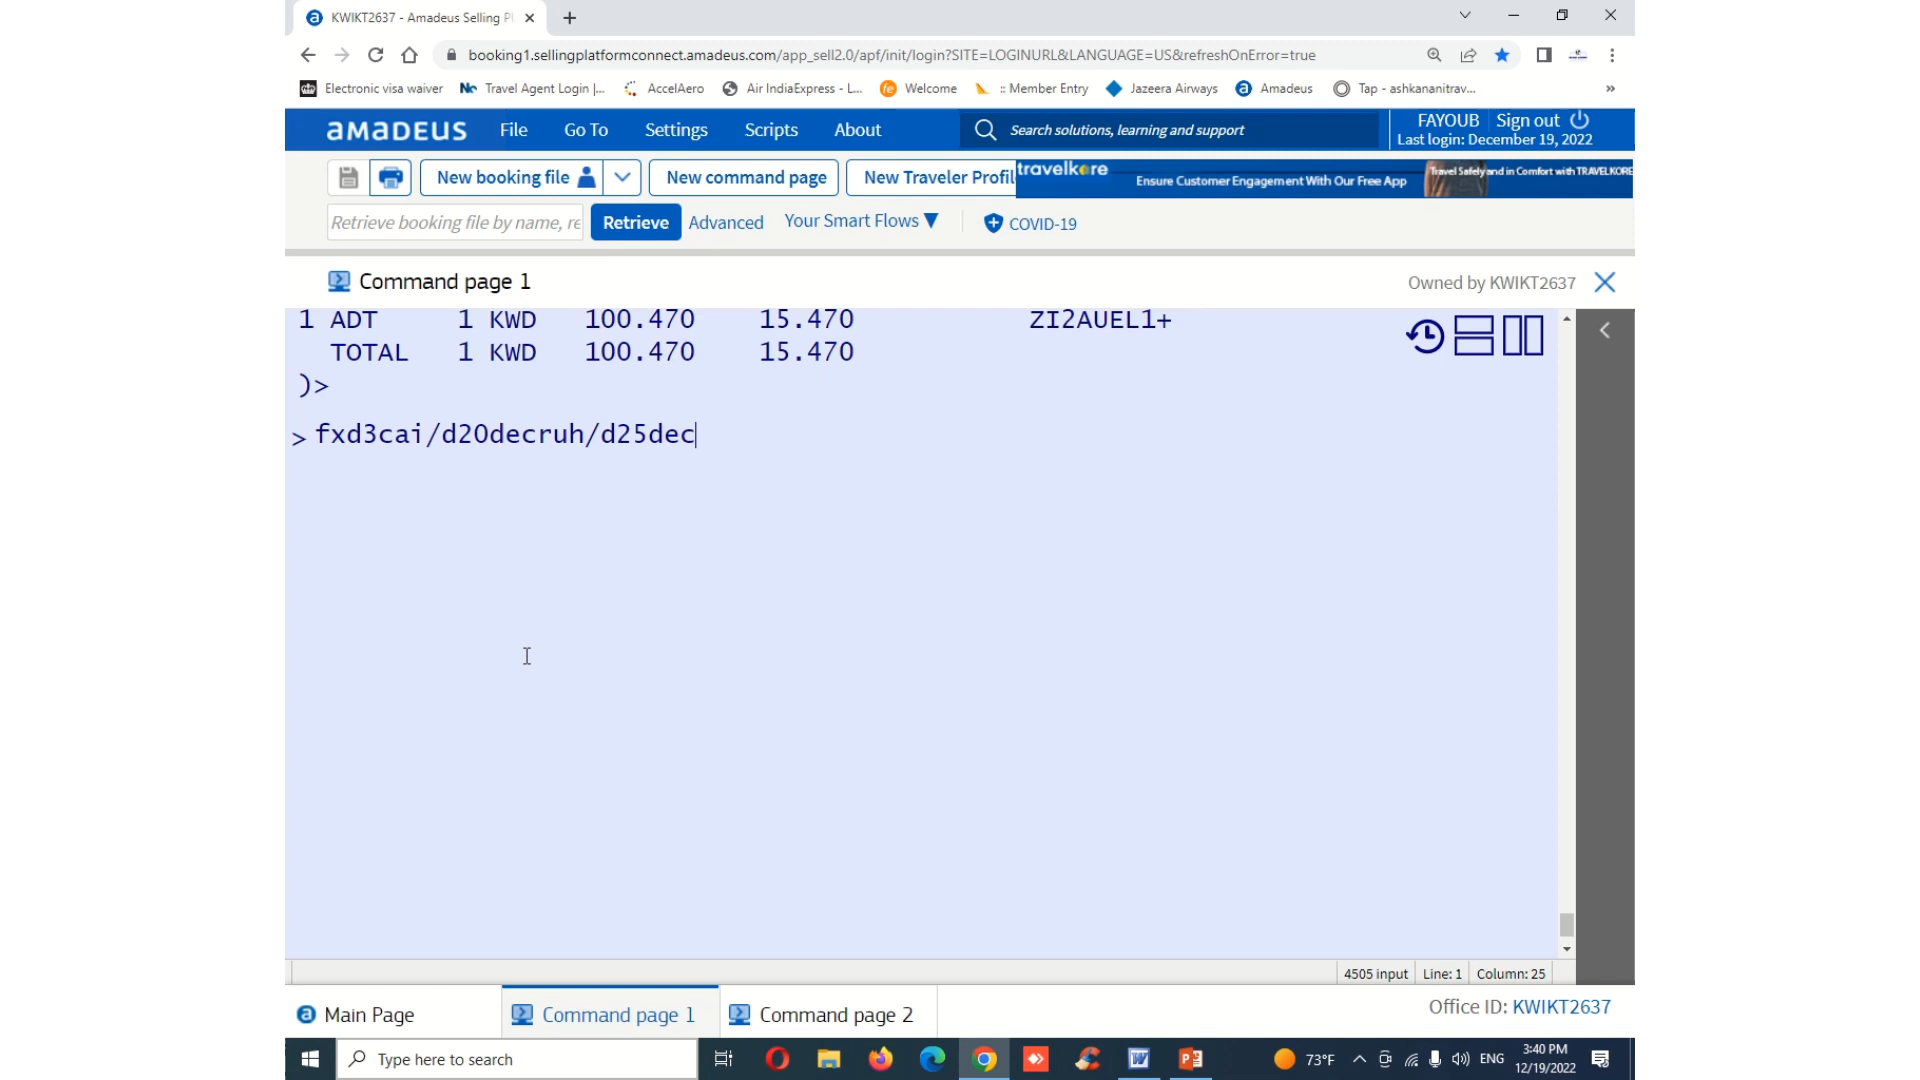 KWIKT2637 - Amadeus Selling Pl
booking1.sellingplatformconnect.amadeus.com/app_sell2.0/apf/init/login?SITE=LOGINURL&LANGUAGE=US&refreshOnError=true
Electronic visa waiver Travel Agent Login |... AccelAero Air IndiaExpress - L... Welcome :: Member Entry Jazeera Airways Amadeus Tap - ashkananitrav... »
amadeus File Go To Settings Scripts About Search solutions, learning and support FAYOUB Sign out
Last login: December 19, 2022
New booking file New command page New Traveler Profil travelkore Ensure Customer Engagement With Our Free App Travel Safely and in Comfort with TRAVELKORE
Retrieve booking file by name, re Retrieve Advanced Your Smart Flows COVID-19
Command page 1 Owned by KWIKT2637
1 ADT 1 KWD 100.470 15.470 ZI2AUEL1+
TOTAL 1 KWD 100.470 15.470
)>
> fxd3cai/d20decruh/d25dec
4505 input Line: 1 Column: 25
Main Page Command page 1 Command page 2 Office ID: KWIKT2637
Type here to search 73°F ENG 3:40 PM
12/19/2022